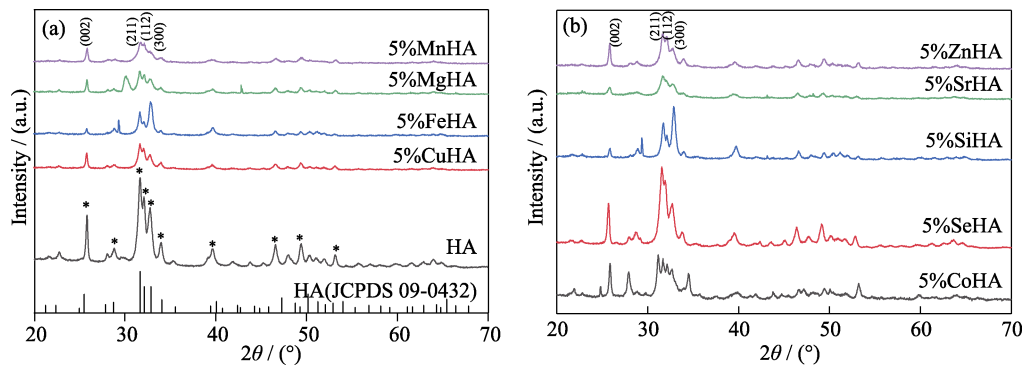 (a)
(002)
(211)
(112)
(300)
5%MnHA
5%MgHA
5%FeHA
5%CuHA
* * * * * * * * * *
HA
HA(JCPDS 09-0432)
Intensity / (a.u.)
20 30 40 50 60 70
2θ / (°)
(b)
(002)
(211)
(112)
(300)
5%ZnHA
5%SrHA
5%SiHA
5%SeHA
5%CoHA
Intensity / (a.u.)
20 30 40 50 60 70
2θ / (°)